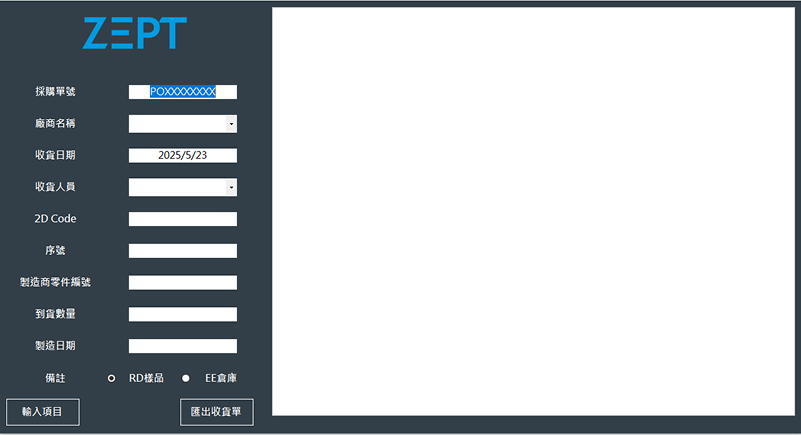 ZEPT
採購單號 POXXXXXXXX
廠商名稱
收貨日期 2025/5/23
收貨人員
2D Code
序號
製造商零件編號
到貨數量
製造日期
備註 RD樣品 EE倉庫
輸入項目 匯出收貨單